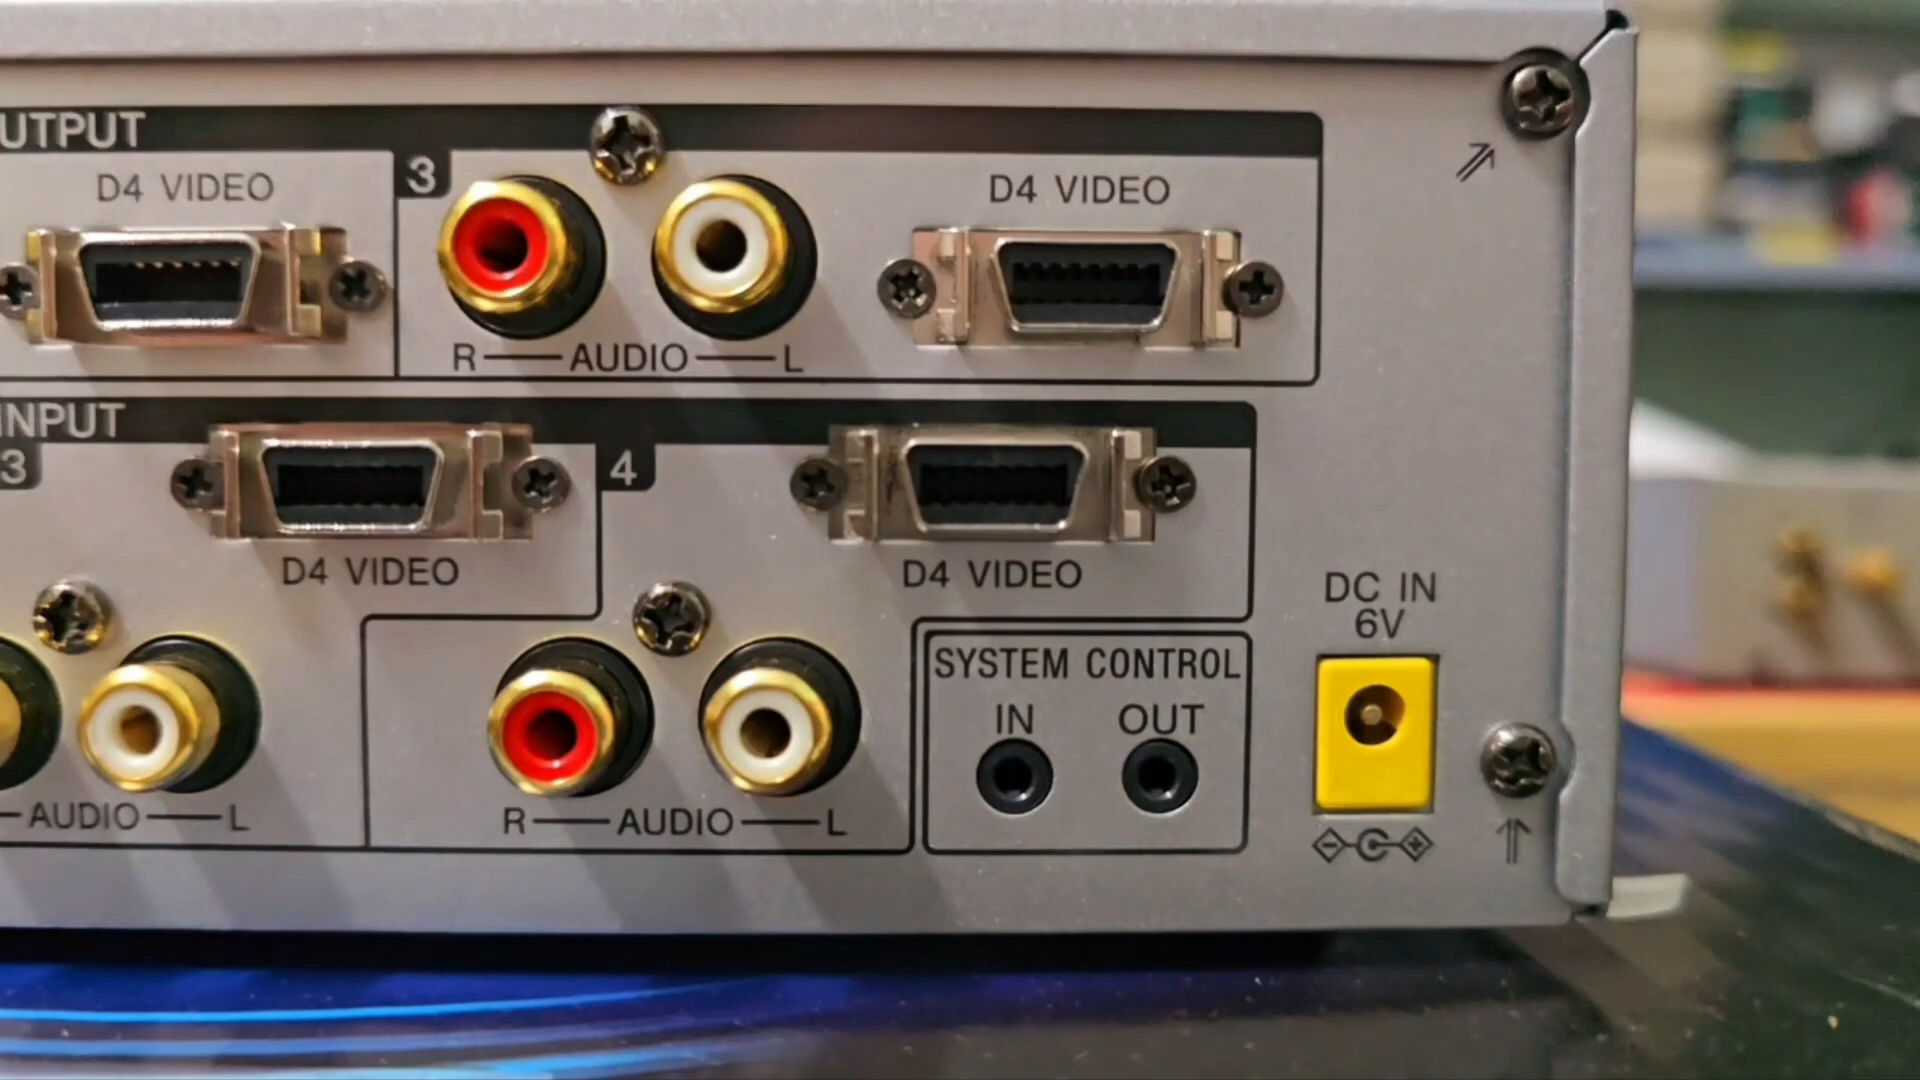 UTPUT
D4 VIDEO
3
D4 VIDEO
R AUDIO L
INPUT
3
4
D4 VIDEO
D4 VIDEO
AUDIO L
R AUDIO L
SYSTEM CONTROL
IN OUT
DC IN
6V